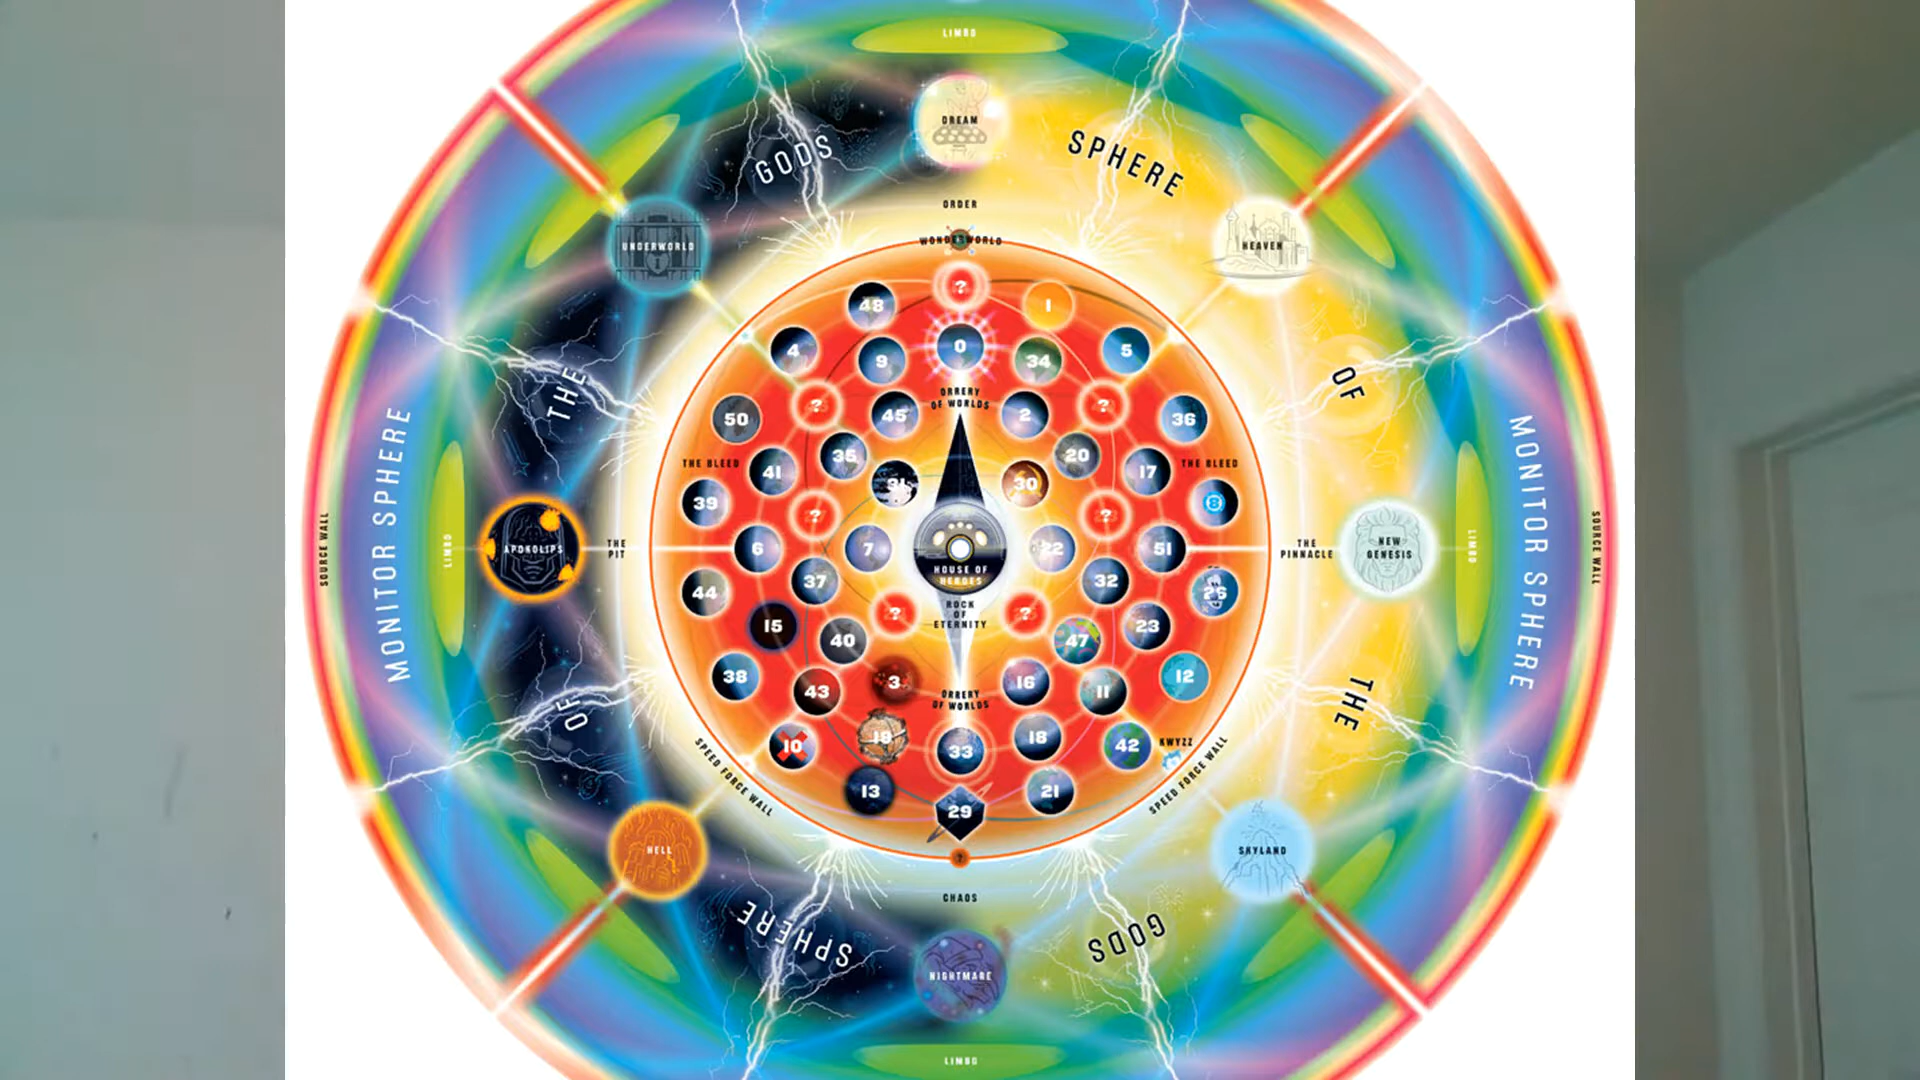 LIMBO
DREAM
GODS
SPHERE
ORDER
WONDERWORLD
UNDERWORLD
HEAVEN
?
48
1
4
9
0
34
5
ORRERY
OF WORLDS
THE
OF
?
?
50
45
2
36
35
20
THE BLEED
41
17
THE BLEED
31
30
39
8
MONITOR SPHERE
MONITOR SPHERE
SOURCE WALL
SOURCE WALL
LIMBO
LIMBO
?
?
APOKOLIPS
THE
PIT
6
7
22
51
THE
PINNACLE
NEW
GENESIS
HOUSE OF
HEROES
37
32
44
26
ROCK
OF
ETERNITY
?
?
15
40
47
23
38
43
3
16
11
12
ORRERY
OF WORLDS
OF
THE
10
19
33
18
42
KWYZZ
SPEED FORCE WALL
SPEED FORCE WALL
13
29
21
?
HELL
SKYLAND
CHAOS
SPHERE
GODS
NIGHTMARE
LIMBO